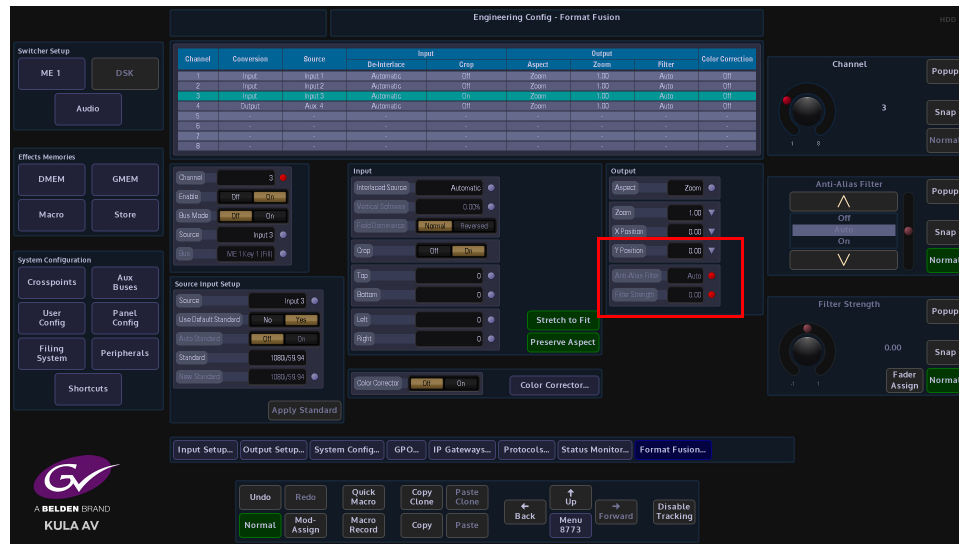 Engineering Config - Format Fusion
HDD
Switcher Setup
ME 1
DSK
Audio
Effects Memories
DMEM
GMEM
Macro
Store
System Configuration
Crosspoints
Aux Buses
User Config
Panel Config
Filing System
Peripherals
Shortcuts
Input Output
Channel Conversion Source De-Interlace Crop Aspect Zoom Filter Color Correction
1 Input Input 1 Automatic Off Zoom 1.00 Auto Off
2 Input Input 2 Automatic Off Zoom 1.00 Auto Off
3 Input Input 3 Automatic On Zoom 1.00 Auto Off
4 Output Aux 4 Automatic Off Zoom 1.00 Auto Off
5 - - - - - - - -
6 - - - - - - - -
7 - - - - - - - -
8 - - - - - - - -
Channel 3
Enable Off On
Bus Mode Off On
Source Input 3
Bus ME 1 Key 1 (Fill)
Source Input Setup
Source Input 3
Use Default Standard No Yes
Auto Standard Off On
Standard 1080i/59.94
New Standard 1080i/59.94
Apply Standard
Input
Interlaced Source Automatic
Vertical Softness 0.00%
Field Dominance Normal Reversed
Crop Off On
Top 0
Bottom 0
Left 0
Right 0
Stretch to Fit
Preserve Aspect
Color Corrector Off On
Color Corrector...
Output
Aspect Zoom
Zoom 1.00
X Position 0.00
Y Position 0.00
Anti-Alias Filter Auto
Filter Strength 0.00
Channel
3
1 8
Popup
Snap
Normal
Anti-Alias Filter
Off
Auto
On
Popup
Snap
Normal
Filter Strength
0.00
-1 1
Popup
Snap
Fader Assign
Normal
Input Setup... Output Setup... System Config... GPO... IP Gateways... Protocols... Status Monitor... Format Fusion...
GV
A BELDEN BRAND
KULA AV
Undo
Redo
Quick Macro
Copy Clone
Paste Clone
Normal
Mod-Assign
Macro Record
Copy
Paste
← Back
↑ Up
Menu 8773
→ Forward
Disable Tracking